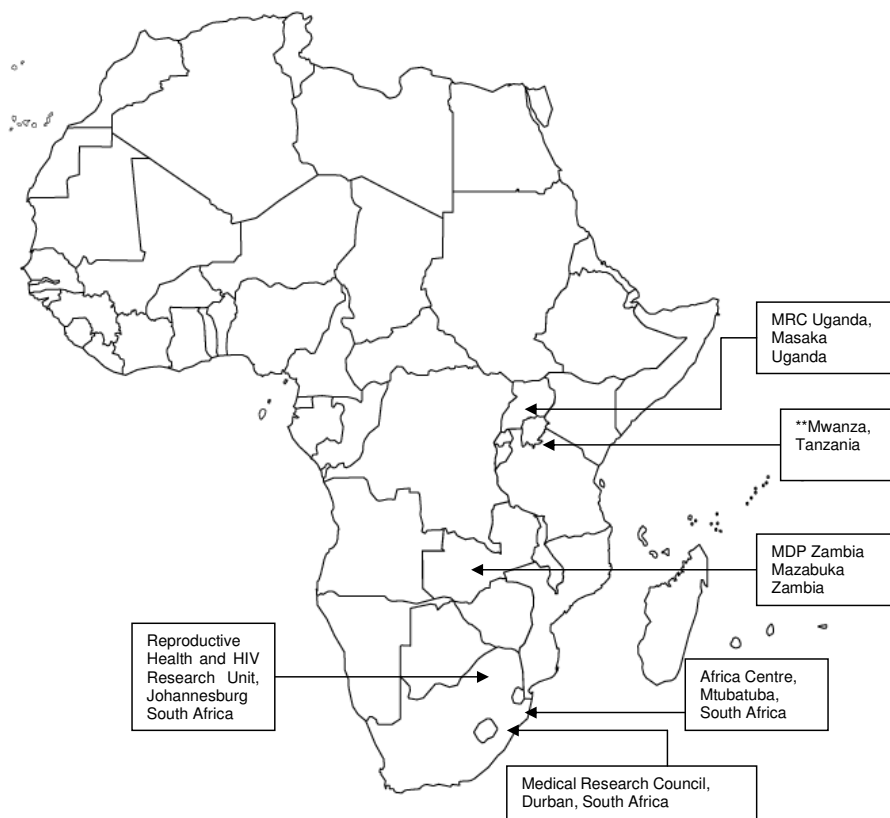 MRC Uganda,
Masaka
Uganda
**Mwanza,
Tanzania
MDP Zambia
Mazabuka
Zambia
Reproductive
Health and HIV
Research Unit,
Johannesburg
South Africa
Africa Centre,
Mtubatuba,
South Africa
Medical Research Council,
Durban, South Africa